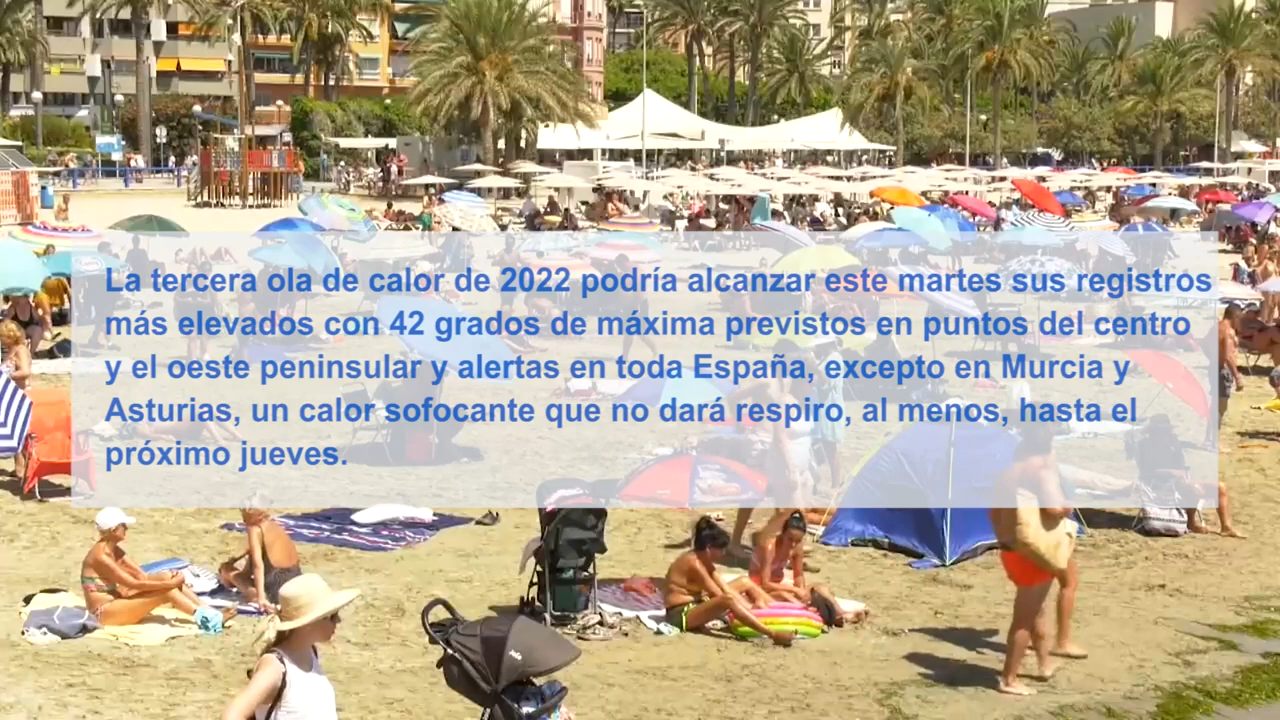 La tercera ola de calor de 2022 podría alcanzar este martes sus registros
más elevados con 42 grados de máxima previstos en puntos del centro
y el oeste peninsular y alertas en toda España, excepto en Murcia y
Asturias, un calor sofocante que no dará respiro, al menos, hasta el
próximo jueves.
Joie